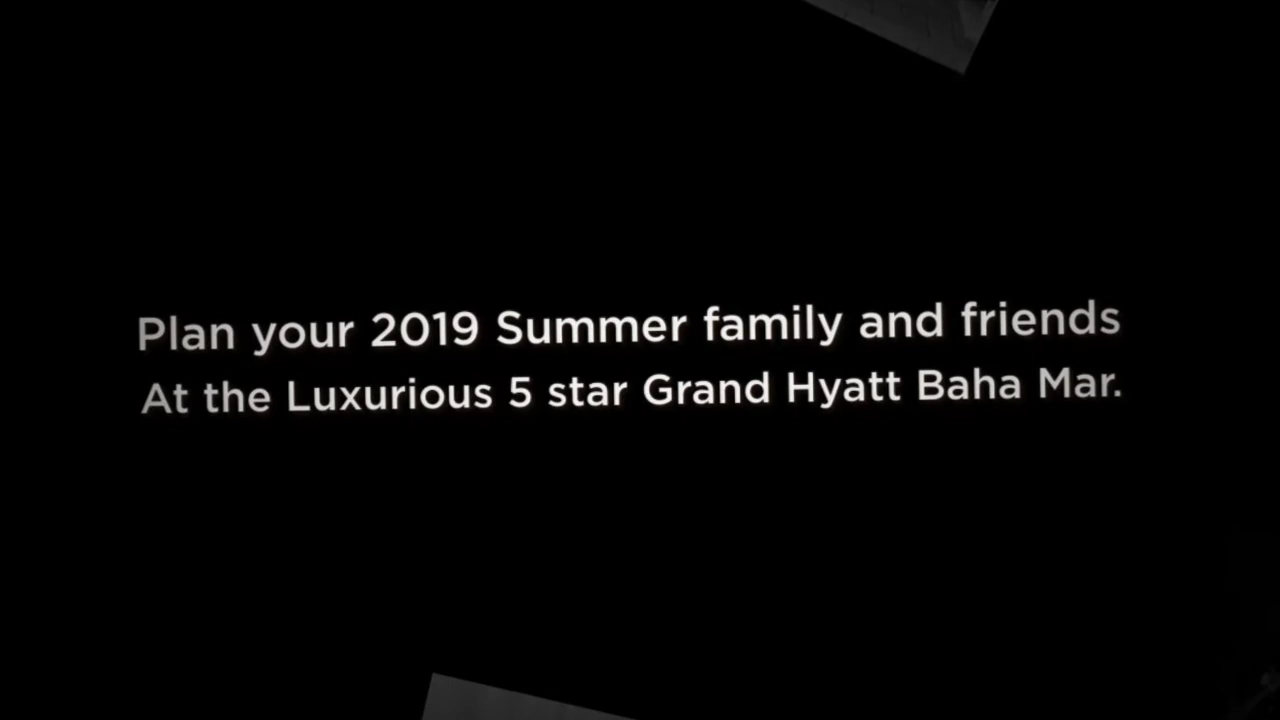 Plan your 2019 Summer family and friends
At the Luxurious 5 star Grand Hyatt Baha Mar.